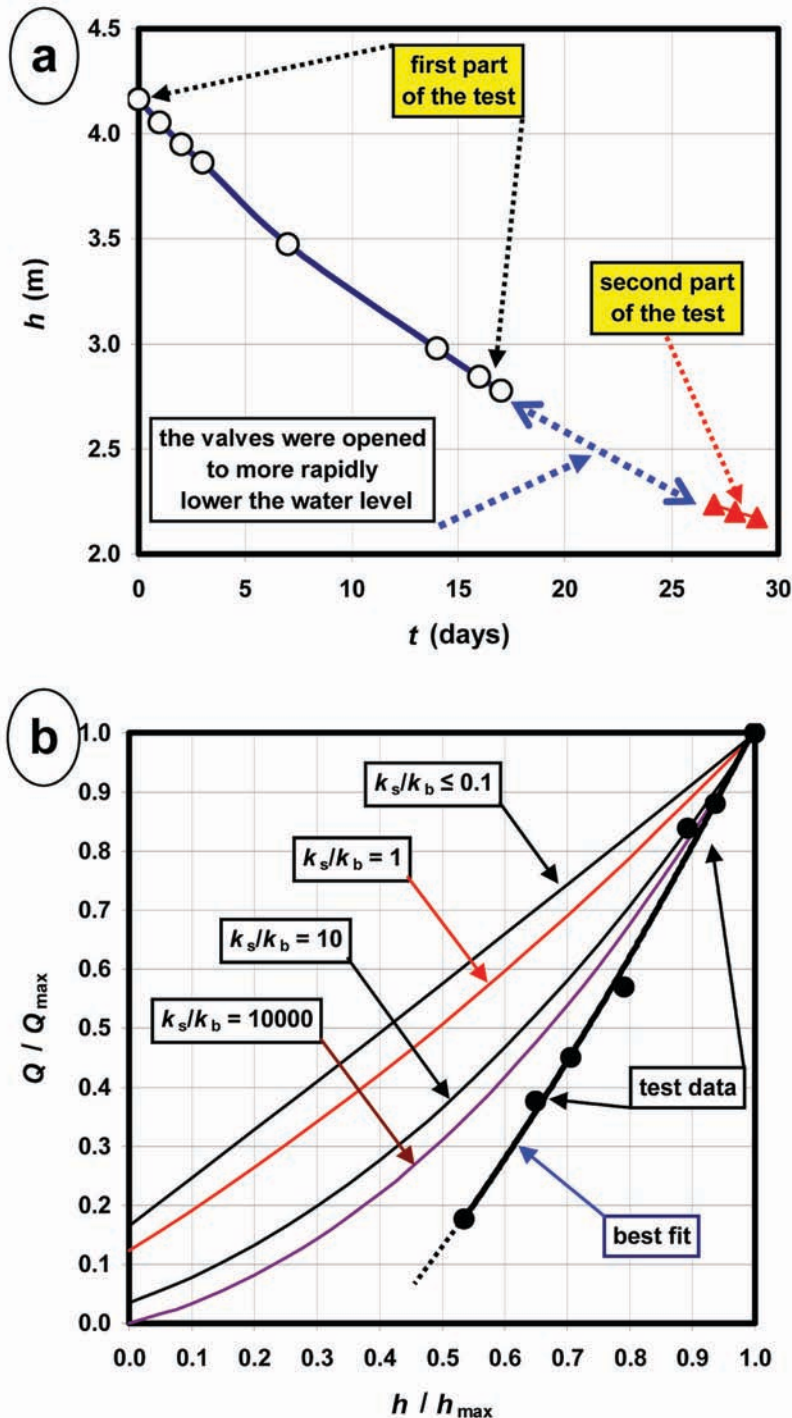 a
4.5
4.0
3.5
3.0
2.5
2.0
h (m)
first part
of the test
second part
of the test
the valves were opened
to more rapidly
lower the water level
0
5
10
15
20
25
30
t (days)
b
1.0
0.9
0.8
0.7
0.6
0.5
0.4
0.3
0.2
0.1
0.0
Q / Qmax
ks/kb ≤ 0.1
ks/kb = 1
ks/kb = 10
ks/kb = 10000
test data
best fit
0.0
0.1
0.2
0.3
0.4
0.5
0.6
0.7
0.8
0.9
1.0
h / hmax